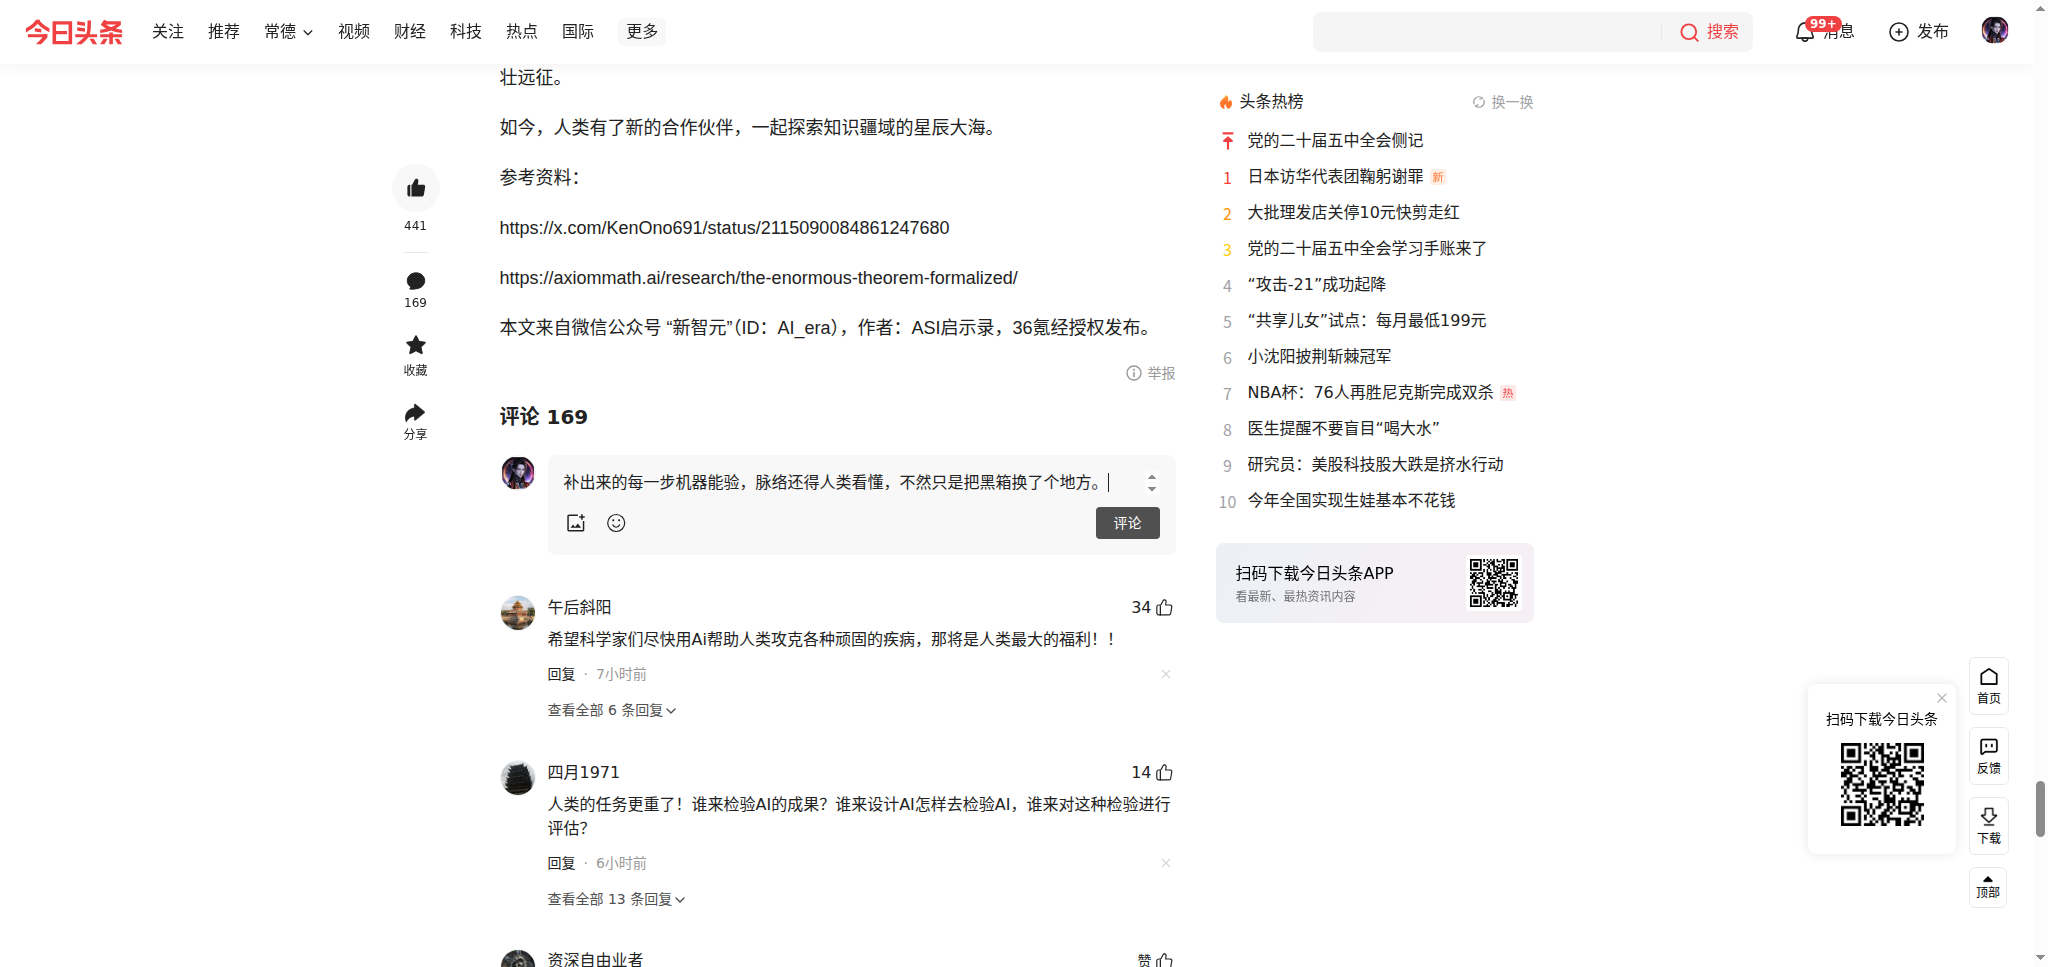 今日头条
关注
推荐
常德
视频
财经
科技
热点
国际
更多
搜索
99+
消息
发布
壮远征。
如今，人类有了新的合作伙伴，一起探索知识疆域的星辰大海。
参考资料：
https://x.com/KenOno691/status/2115090084861247680
https://axiommath.ai/research/the-enormous-theorem-formalized/
本文来自微信公众号 “新智元”（ID：AI_era），作者：ASI启示录，36氪经授权发布。
举报
441
169
收藏
分享
评论 169
补出来的每一步机器能验，脉络还得人类看懂，不然只是把黑箱换了个地方。
评论
午后斜阳
34
希望科学家们尽快用Ai帮助人类攻克各种顽固的疾病，那将是人类最大的福利！！
回复 · 7小时前
查看全部 6 条回复
四月1971
14
人类的任务更重了！谁来检验AI的成果？谁来设计AI怎样去检验AI，谁来对这种检验进行
评估？
回复 · 6小时前
查看全部 13 条回复
资深自由业者
赞
头条热榜
换一换
党的二十届五中全会侧记
1 日本访华代表团鞠躬谢罪 新
2 大批理发店关停10元快剪走红
3 党的二十届五中全会学习手账来了
4 “攻击-21”成功起降
5 “共享儿女”试点：每月最低199元
6 小沈阳披荆斩棘冠军
7 NBA杯：76人再胜尼克斯完成双杀 热
8 医生提醒不要盲目“喝大水”
9 研究员：美股科技股大跌是挤水行动
10 今年全国实现生娃基本不花钱
扫码下载今日头条APP
看最新、最热资讯内容
扫码下载今日头条
首页
反馈
下载
顶部